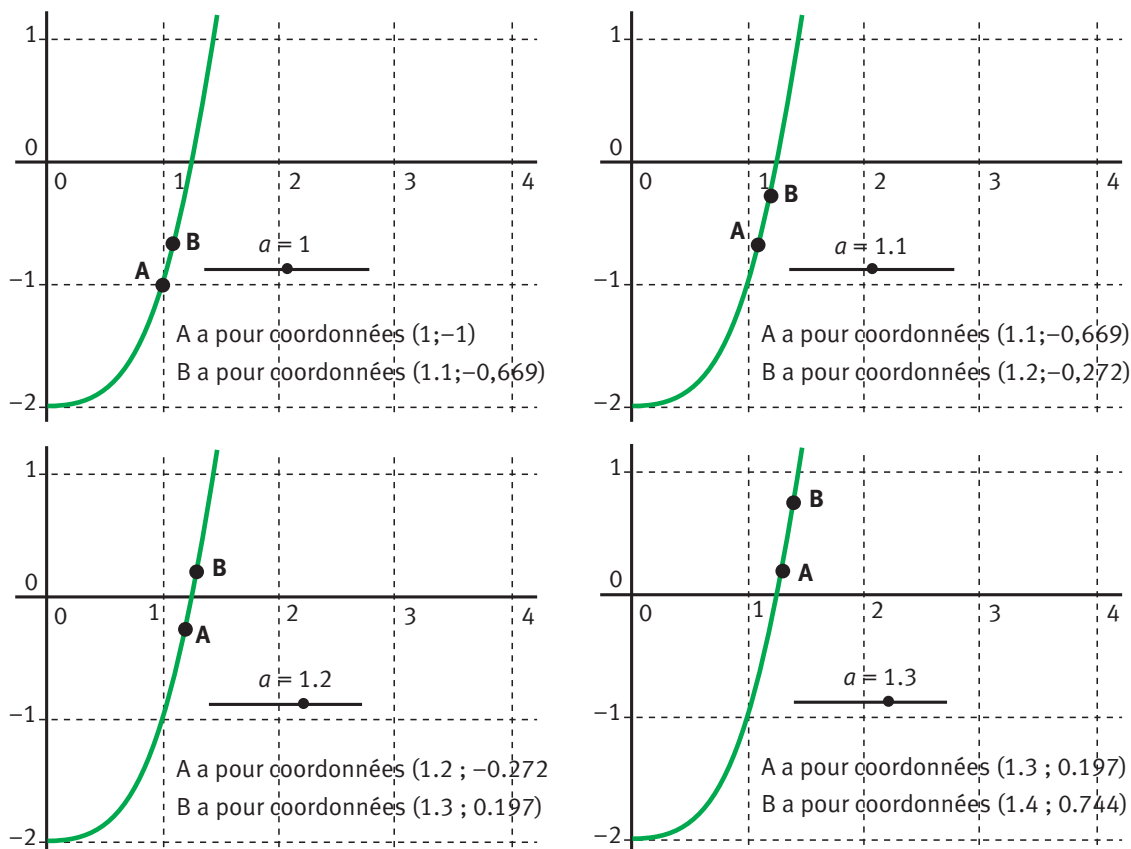 1
0
0
1
2
3
4
B
A
a = 1
−1
A a pour coordonnées (1;−1)
B a pour coordonnées (1.1;−0,669)
−2
1
0
0
1
2
3
4
B
A
a = 1.1
−1
A a pour coordonnées (1.1;−0,669)
B a pour coordonnées (1.2;−0,272)
−2
1
0
0
1
2
3
4
B
A
a = 1.2
−1
A a pour coordonnées (1.2 ; −0.272
B a pour coordonnées (1.3 ; 0.197)
−2
1
B
A
0
0
1
2
3
4
a = 1.3
−1
A a pour coordonnées (1.3 ; 0.197)
B a pour coordonnées (1.4 ; 0.744)
−2